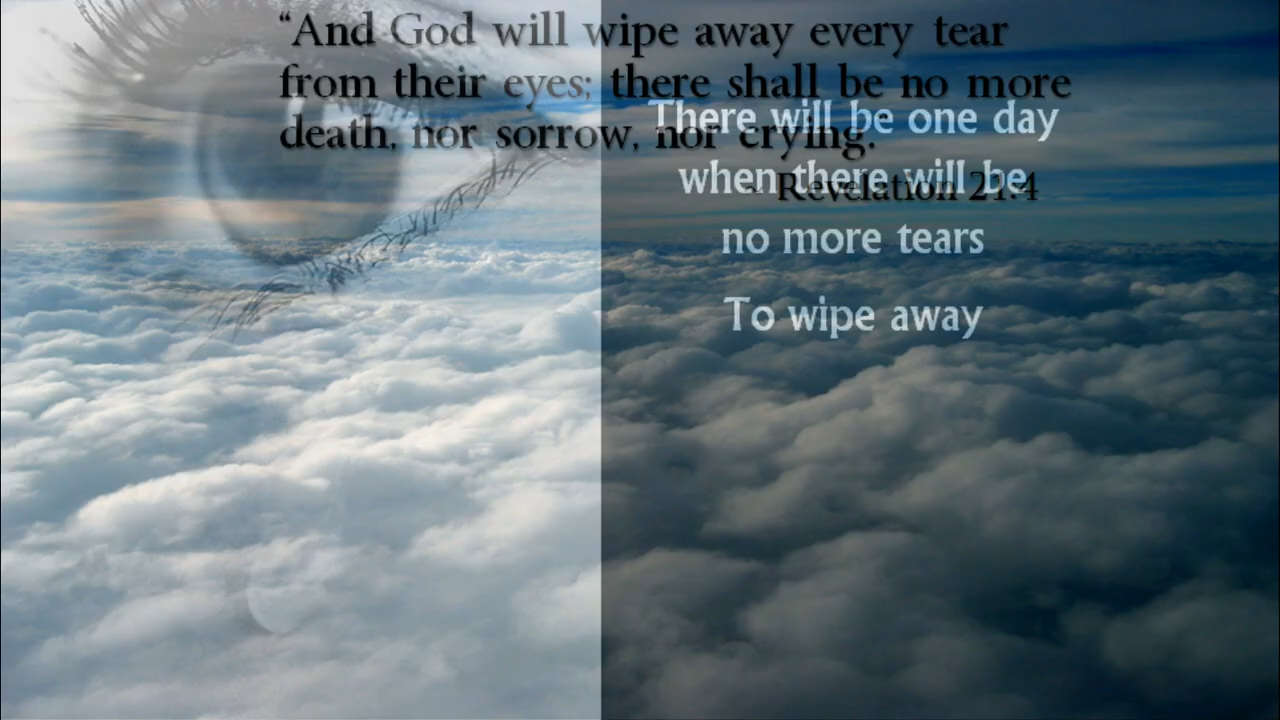 “And God will wipe away every tear
from their eyes; there shall be no more
death, nor sorrow, nor crying.”
~ Revelation 21:4
There will be one day
when there will be
no more tears
To wipe away